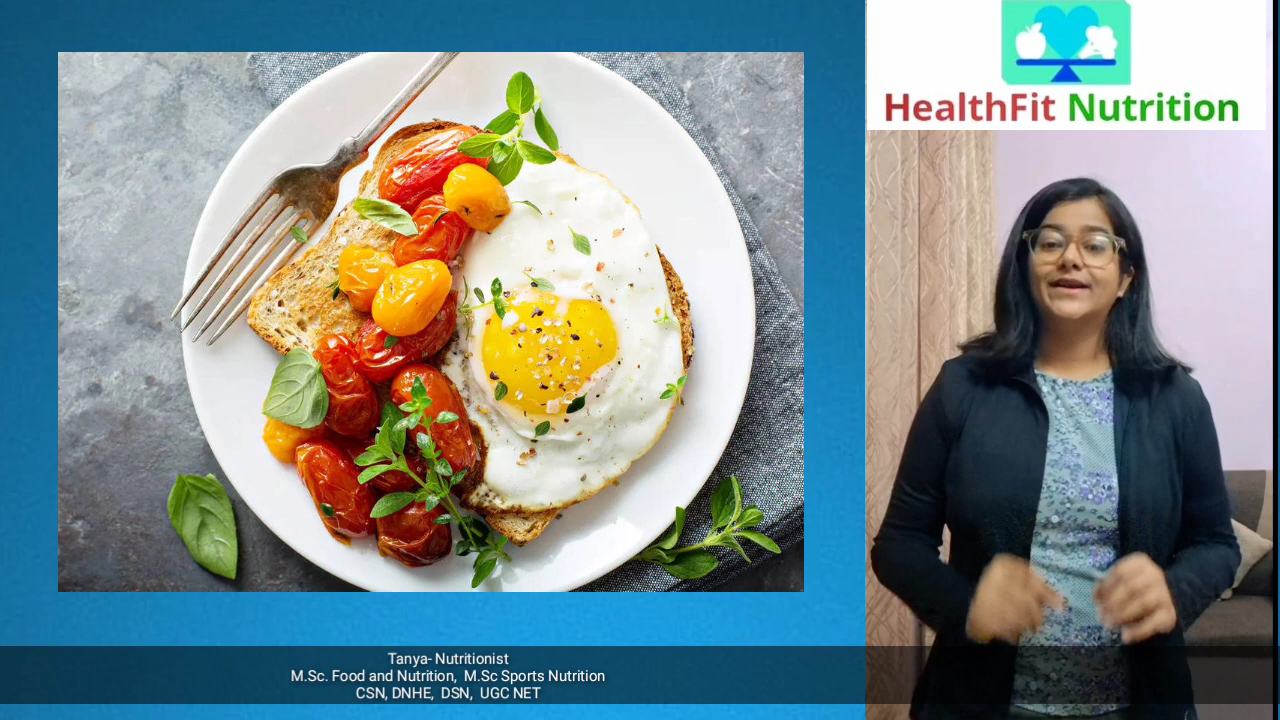 HealthFit Nutrition
Tanya- Nutritionist
M.Sc. Food and Nutrition, M.Sc Sports Nutrition
CSN, DNHE, DSN, UGC NET